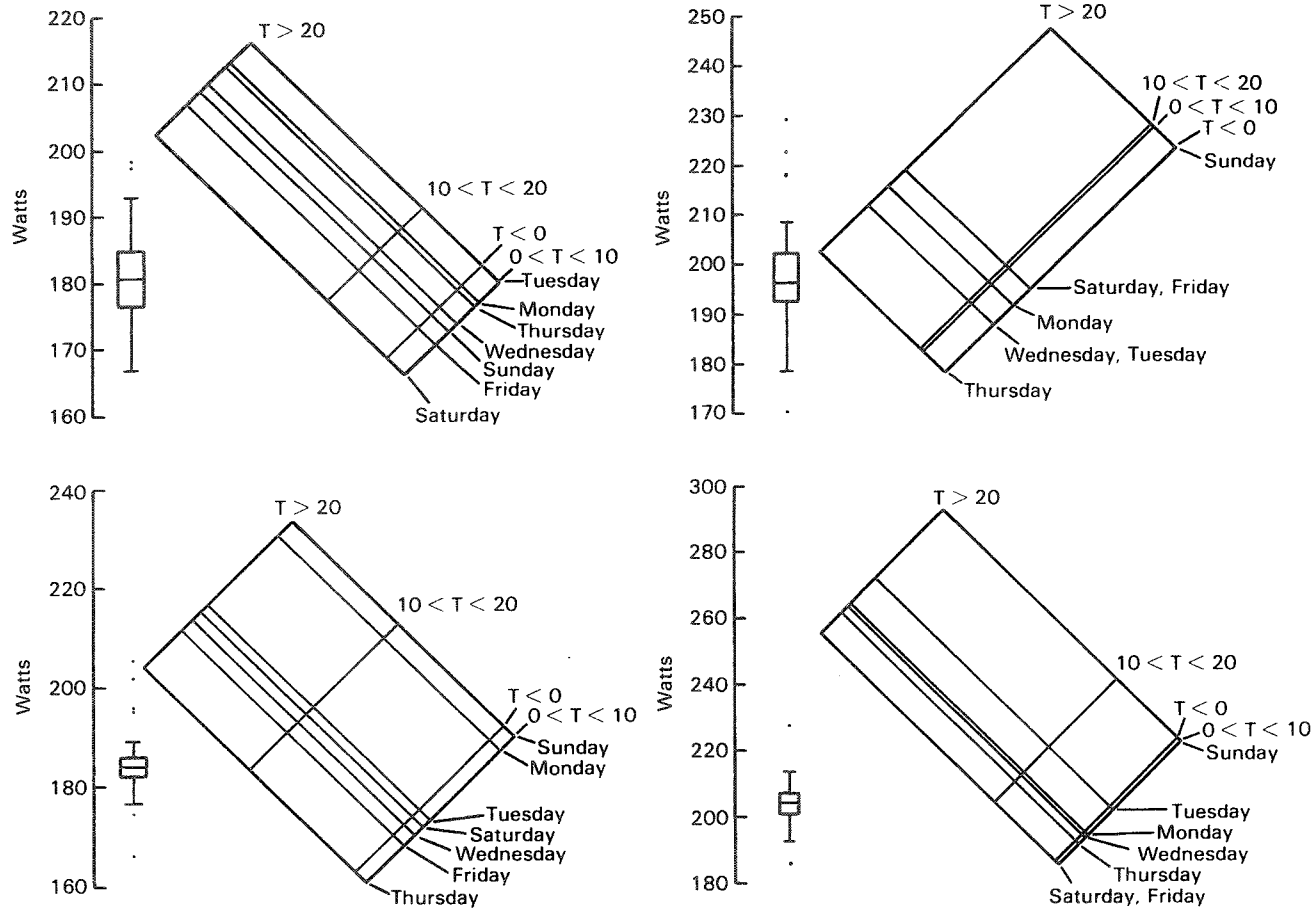 220
210
200
190
180
170
160
Watts
T > 20
10 < T < 20
T < 0
0 < T < 10
Tuesday
Monday
Thursday
Wednesday
Sunday
Friday
Saturday
250
240
230
220
210
200
190
180
170
Watts
T > 20
10 < T < 20
0 < T < 10
T < 0
Sunday
Saturday, Friday
Monday
Wednesday, Tuesday
Thursday
240
220
200
180
160
Watts
T > 20
10 < T < 20
T < 0
0 < T < 10
Sunday
Monday
Tuesday
Saturday
Wednesday
Friday
Thursday
300
280
260
240
220
200
180
Watts
T > 20
10 < T < 20
T < 0
0 < T < 10
Sunday
Tuesday
Monday
Wednesday
Thursday
Saturday, Friday